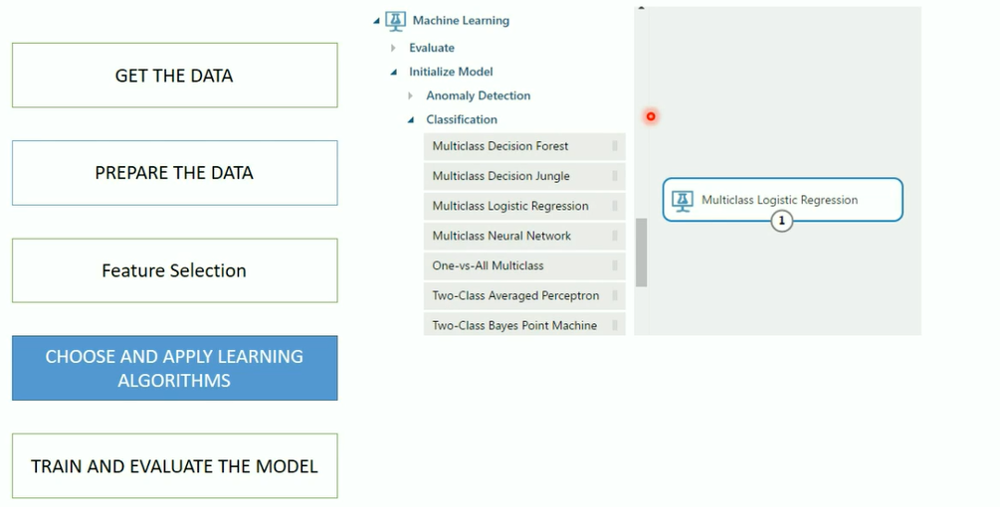 GET THE DATA
PREPARE THE DATA
Feature Selection
CHOOSE AND APPLY LEARNING
ALGORITHMS
TRAIN AND EVALUATE THE MODEL
Machine Learning
Evaluate
Initialize Model
Anomaly Detection
Classification
Multiclass Decision Forest
Multiclass Decision Jungle
Multiclass Logistic Regression
Multiclass Neural Network
One-vs-All Multiclass
Two-Class Averaged Perceptron
Two-Class Bayes Point Machine
Multiclass Logistic Regression
1